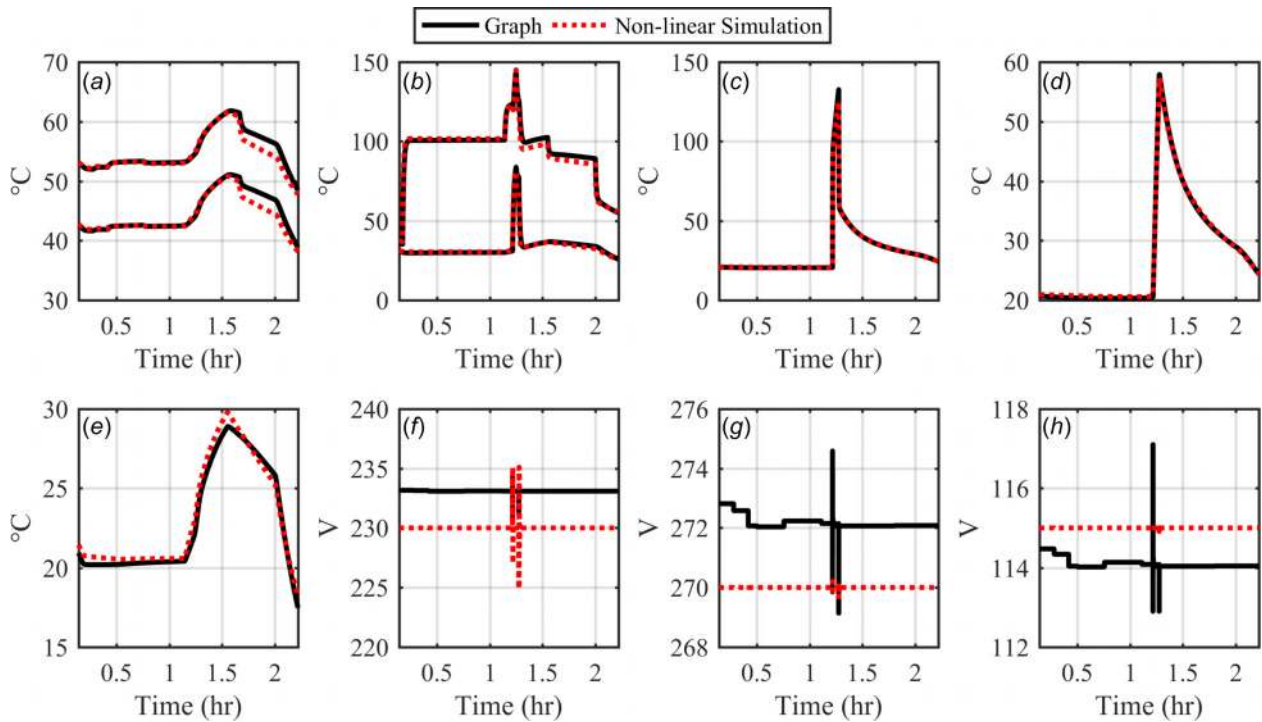 Graph Non-linear Simulation
(a) (b) (c) (d)
70 150 150 60
60 100 100 50
50 40
40 50 50 30
30 0 0 20
°C °C °C °C
0.5 1 1.5 2 0.5 1 1.5 2 0.5 1 1.5 2 0.5 1 1.5 2
Time (hr) Time (hr) Time (hr) Time (hr)
(e) (f) (g) (h)
30 240 276 118
25 235 274 116
230 272
20 225 270 114
15 220 268 112
°C V V V
0.5 1 1.5 2 0.5 1 1.5 2 0.5 1 1.5 2 0.5 1 1.5 2
Time (hr) Time (hr) Time (hr) Time (hr)